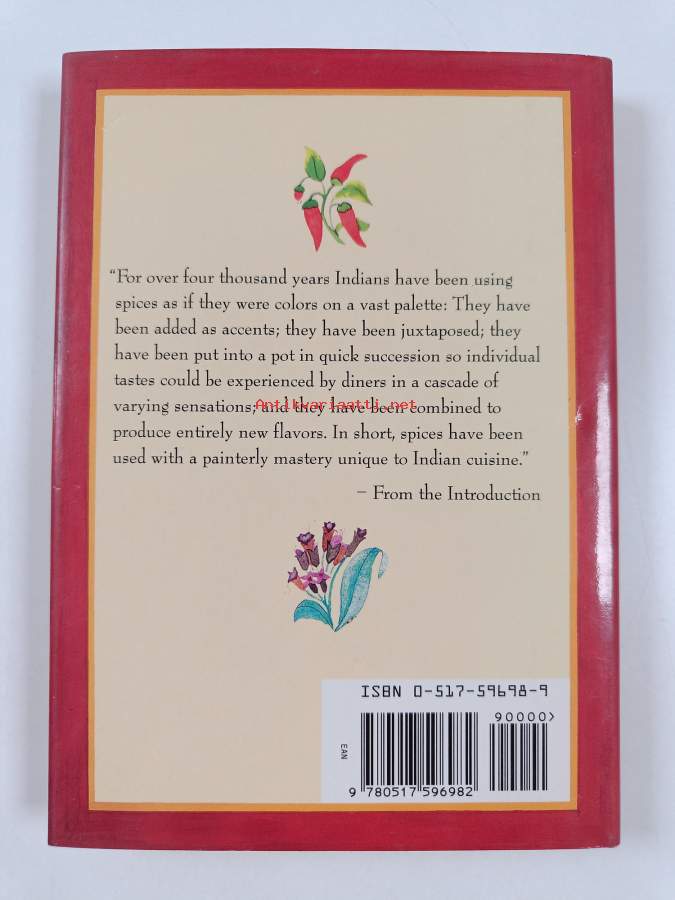 “For over four thousand years Indians have been using
spices as if they were colors on a vast palette: They have
been added as accents; they have been juxtaposed; they
have been put into a pot in quick succession so individual
tastes could be experienced by diners in a cascade of
varying sensations; and they have been combined to
Antikvariaatti.net
produce entirely new flavors. In short, spices have been
used with a painterly mastery unique to Indian cuisine.”
– From the Introduction
ISBN 0-517-59698-9
90000>
EAN
9 780517 596982